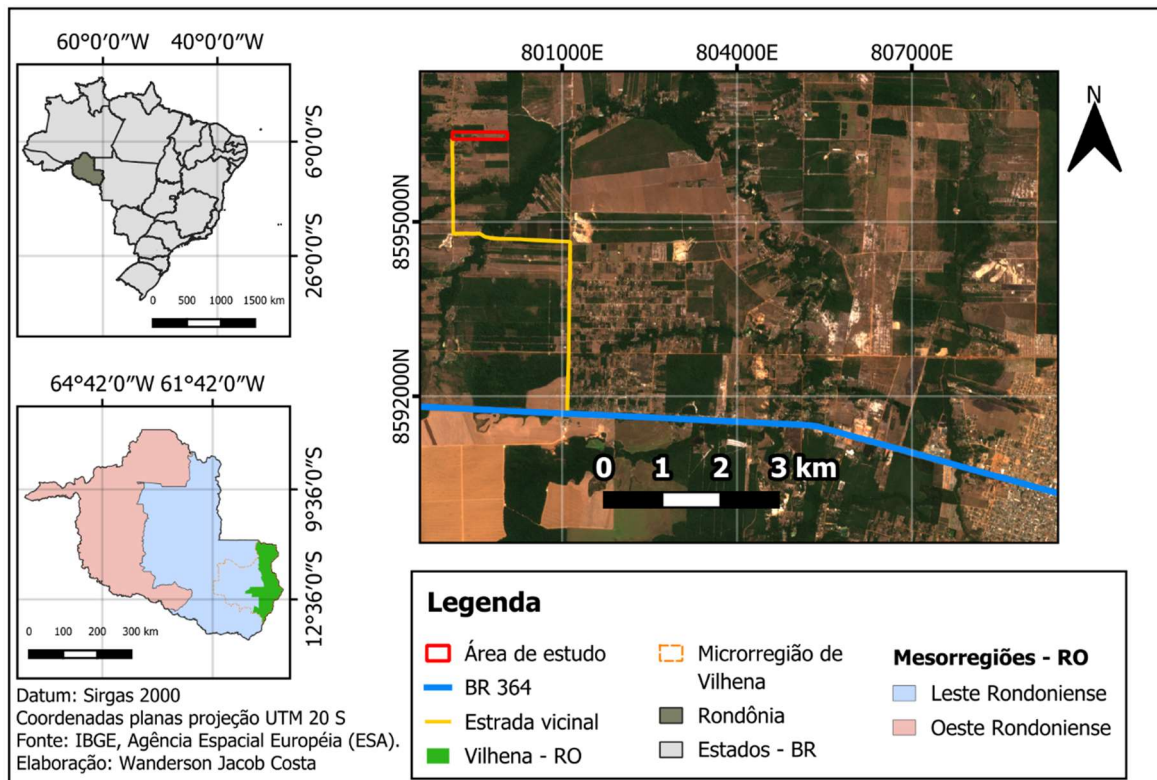 60°0′0″W 40°0′0″W
6°0′0″S
26°0′0″S
0 500 1000 1500 km
64°42′0″W 61°42′0″W
9°36′0″S
12°36′0″S
0 100 200 300 km
Datum: Sirgas 2000
Coordenadas planas projeção UTM 20 S
Fonte: IBGE, Agência Espacial Européia (ESA).
Elaboração: Wanderson Jacob Costa
801000E 804000E 807000E
8595000N
8592000N
N
0 1 2 3 km
Legenda
Área de estudo
BR 364
Estrada vicinal
Vilhena - RO
Microrregião de
Vilhena
Rondônia
Estados - BR
Mesorregiões - RO
Leste Rondoniense
Oeste Rondoniense